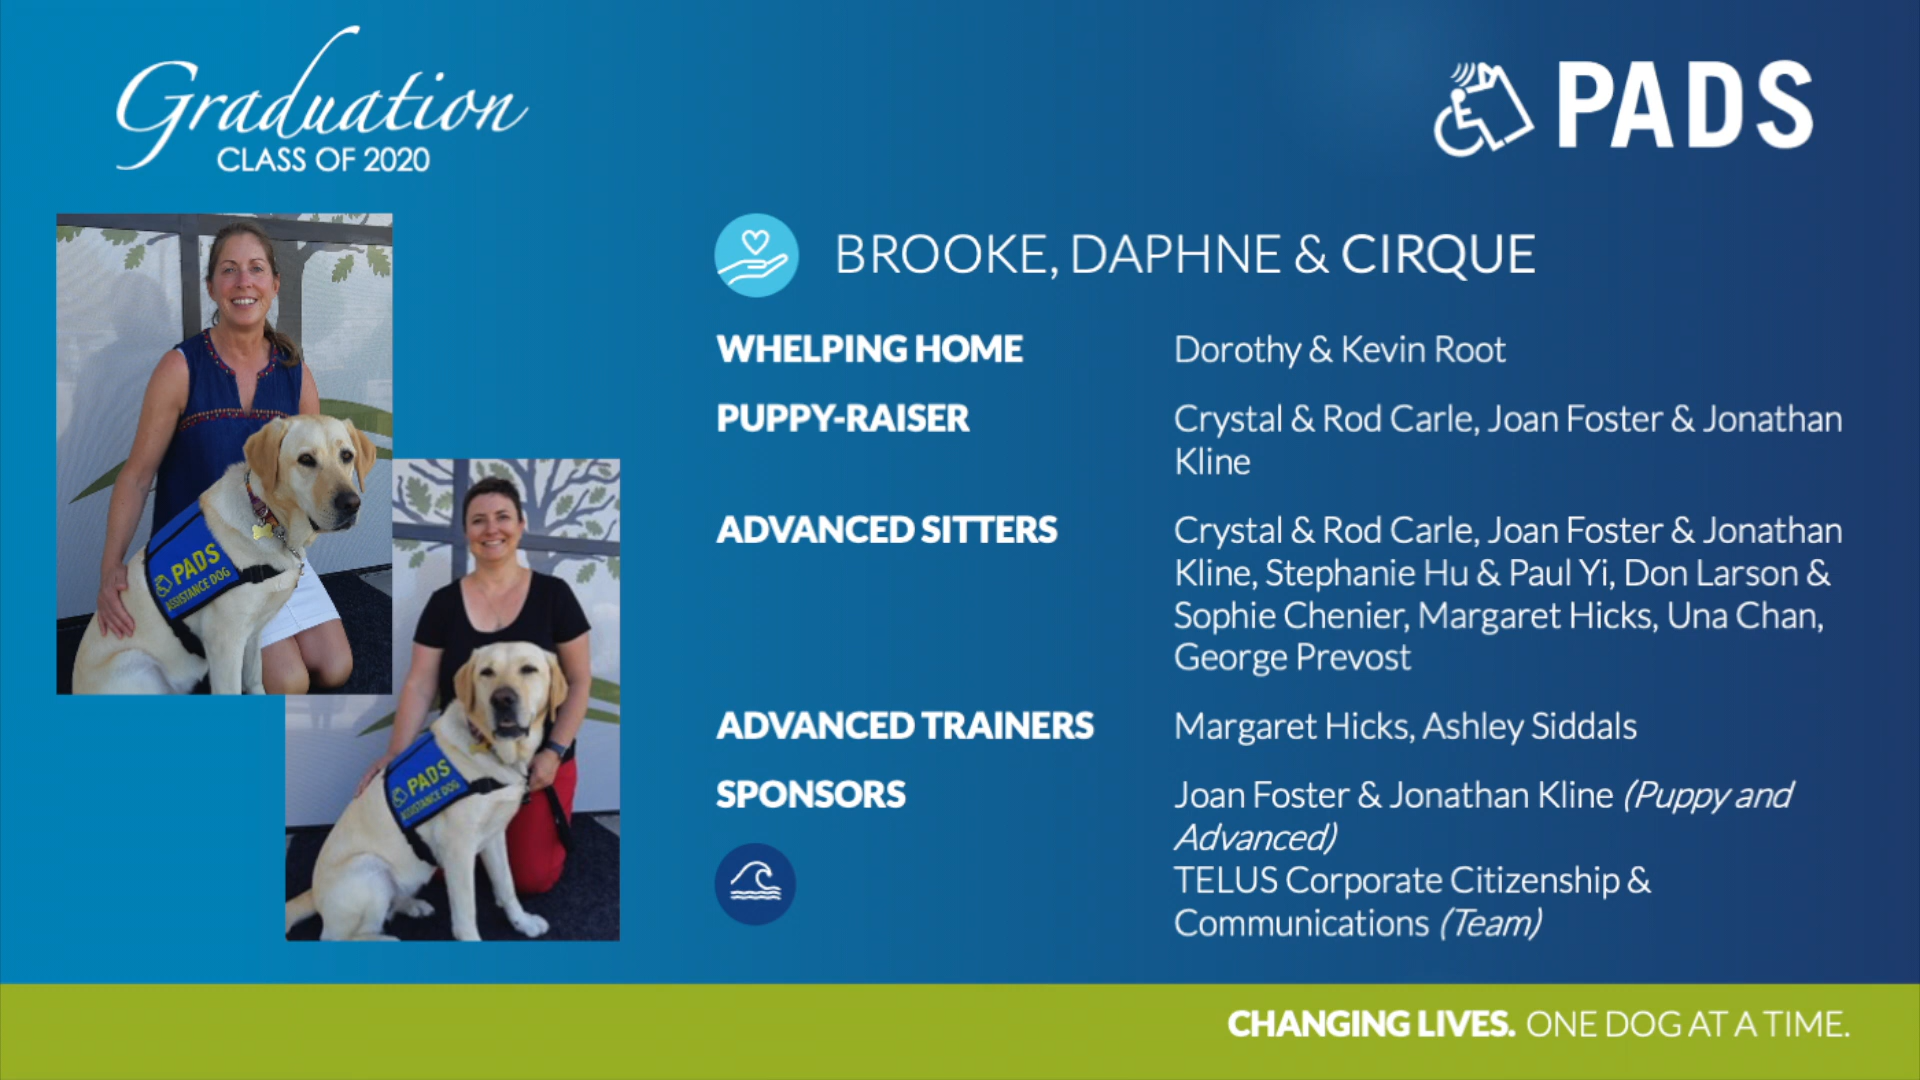 Graduation
CLASS OF 2020
PADS
BROOKE, DAPHNE & CIRQUE
WHELPING HOME
Dorothy & Kevin Root
PUPPY-RAISER
Crystal & Rod Carle, Joan Foster & Jonathan
Kline
ADVANCED SITTERS
Crystal & Rod Carle, Joan Foster & Jonathan
Kline, Stephanie Hu & Paul Yi, Don Larson &
Sophie Chenier, Margaret Hicks, Una Chan,
George Prevost
ADVANCED TRAINERS
Margaret Hicks, Ashley Siddals
SPONSORS
Joan Foster & Jonathan Kline (Puppy and
Advanced)
TELUS Corporate Citizenship &
Communications (Team)
PADS
ASSISTANCE DOG
PADS
ASSISTANCE DOG
CHANGING LIVES. ONE DOG AT A TIME.